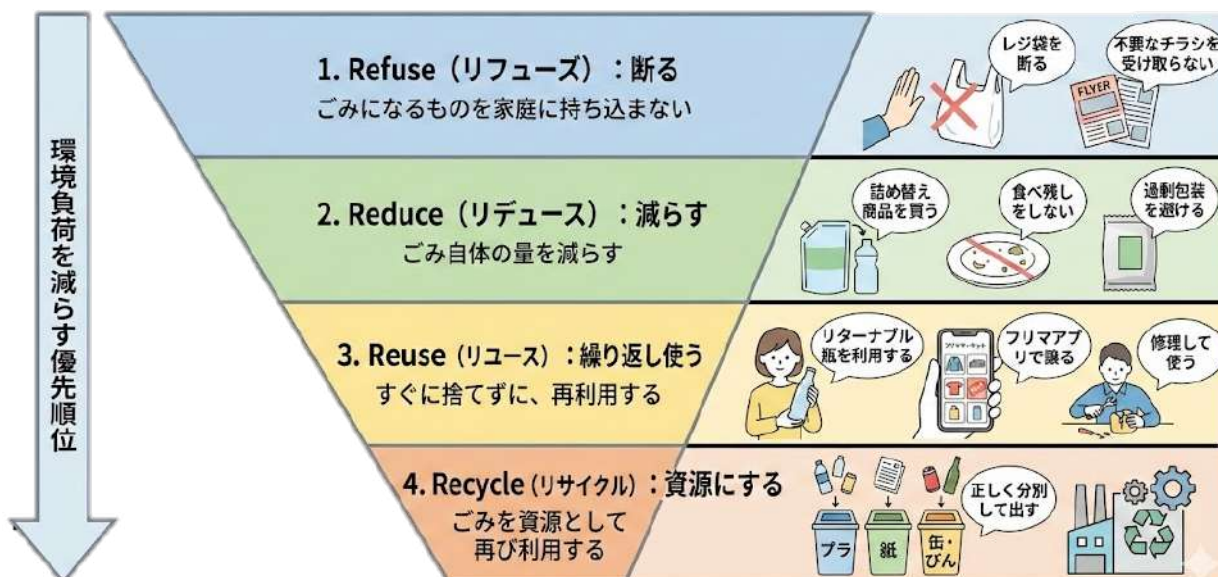 環境負荷を減らす優先順位
1. Refuse（リフューズ）：断る
ごみになるものを家庭に持ち込まない
レジ袋を
断る
不要なチラシを
受け取らない
FLYER
2. Reduce（リデュース）：減らす
ごみ自体の量を減らす
詰め替え
商品を買う
食べ残し
をしない
過剰包装
を避ける
3. Reuse（リユース）：繰り返し使う
すぐに捨てずに、再利用する
リターナブル
瓶を利用する
フリマアプ
リで譲る
修理して
使う
4. Recycle（リサイクル）：資源にする
ごみを資源として
再び利用する
プラ
紙
缶・
びん
正しく分別
して出す